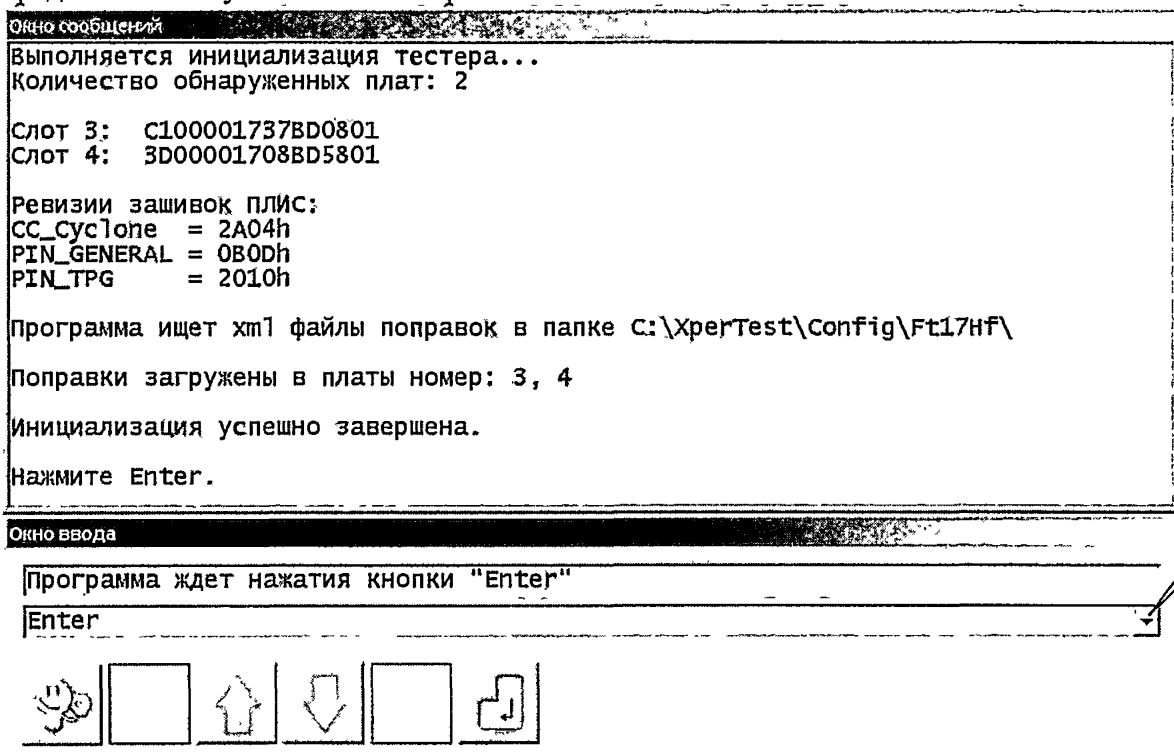 Окно сообщений
Выполняется инициализация тестера...
Количество обнаруженных плат: 2
Слот 3: C100001737BD0801
Слот 4: 3D00001708BD5801
Ревизии зашивок ПЛИС:
CC_Cyclone = 2A04h
PIN_GENERAL = 0B0Dh
PIN_TPG = 2010h
Программа ищет xml файлы поправок в папке C:\XperTest\Config\Ft17Hf\
Поправки загружены в платы номер: 3, 4
Инициализация успешно завершена.
Нажмите Enter.
Окно ввода
Программа ждет нажатия кнопки "Enter"
Enter